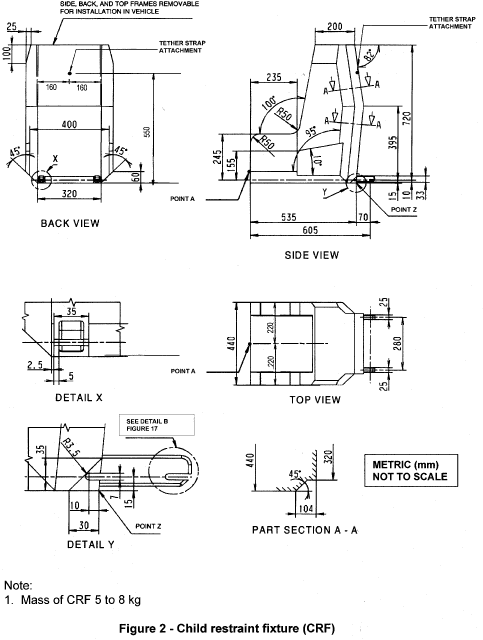 SIDE, BACK, AND TOP FRAMES REMOVABLE
FOR INSTALLATION IN VEHICLE
TETHER STRAP
ATTACHMENT
25
100
160
160
550
400
45°
X
45°
60
320
POINT A
BACK VIEW
200
TETHER STRAP
ATTACHMENT
82°
235
A
A
100°
R50
A
A
R50
95°
720
395
245
155
10
Y
15
10
33
POINT Z
535
70
605
SIDE VIEW
35
2.5
5
DETAIL X
POINT A
440
220
220
25
280
25
TOP VIEW
SEE DETAIL B
FIGURE 17
35
R3.5
10
7
15
30
POINT Z
DETAIL Y
440
320
45°
104
PART SECTION A - A
METRIC (mm)
NOT TO SCALE
Note:
1. Mass of CRF 5 to 8 kg
Figure 2 - Child restraint fixture (CRF)